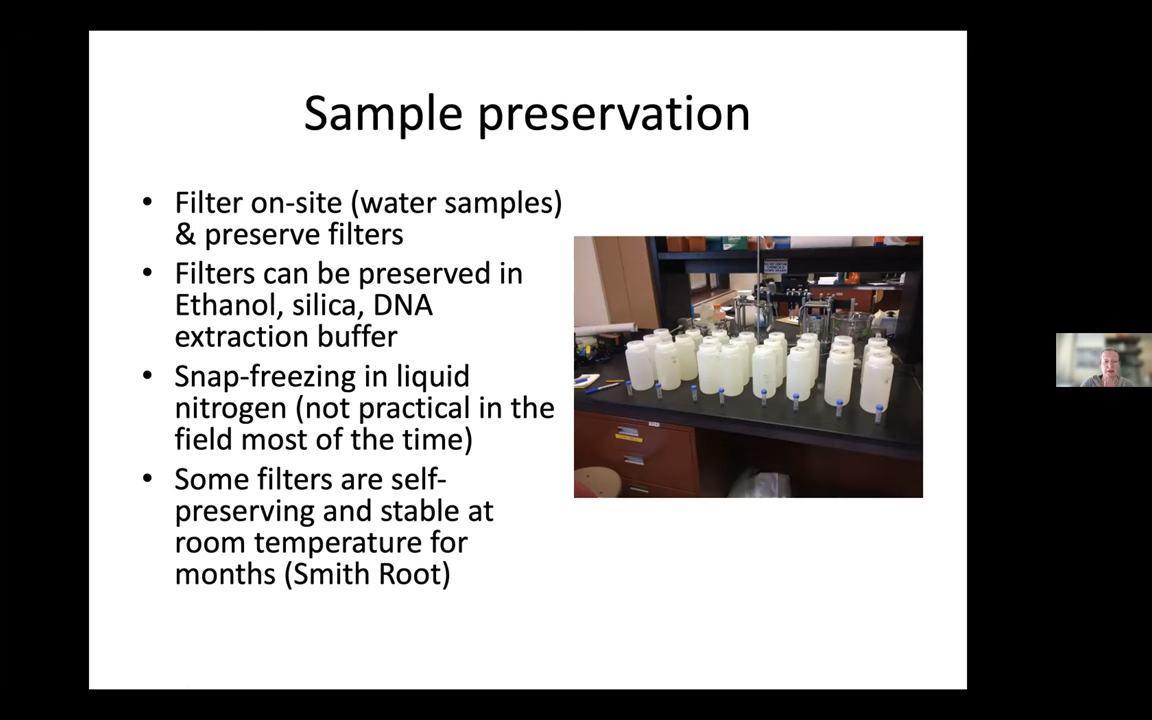 Sample preservation
• Filter on-site (water samples)
& preserve filters
• Filters can be preserved in
Ethanol, silica, DNA
extraction buffer
• Snap-freezing in liquid
nitrogen (not practical in the
field most of the time)
• Some filters are self-
preserving and stable at
room temperature for
months (Smith Root)